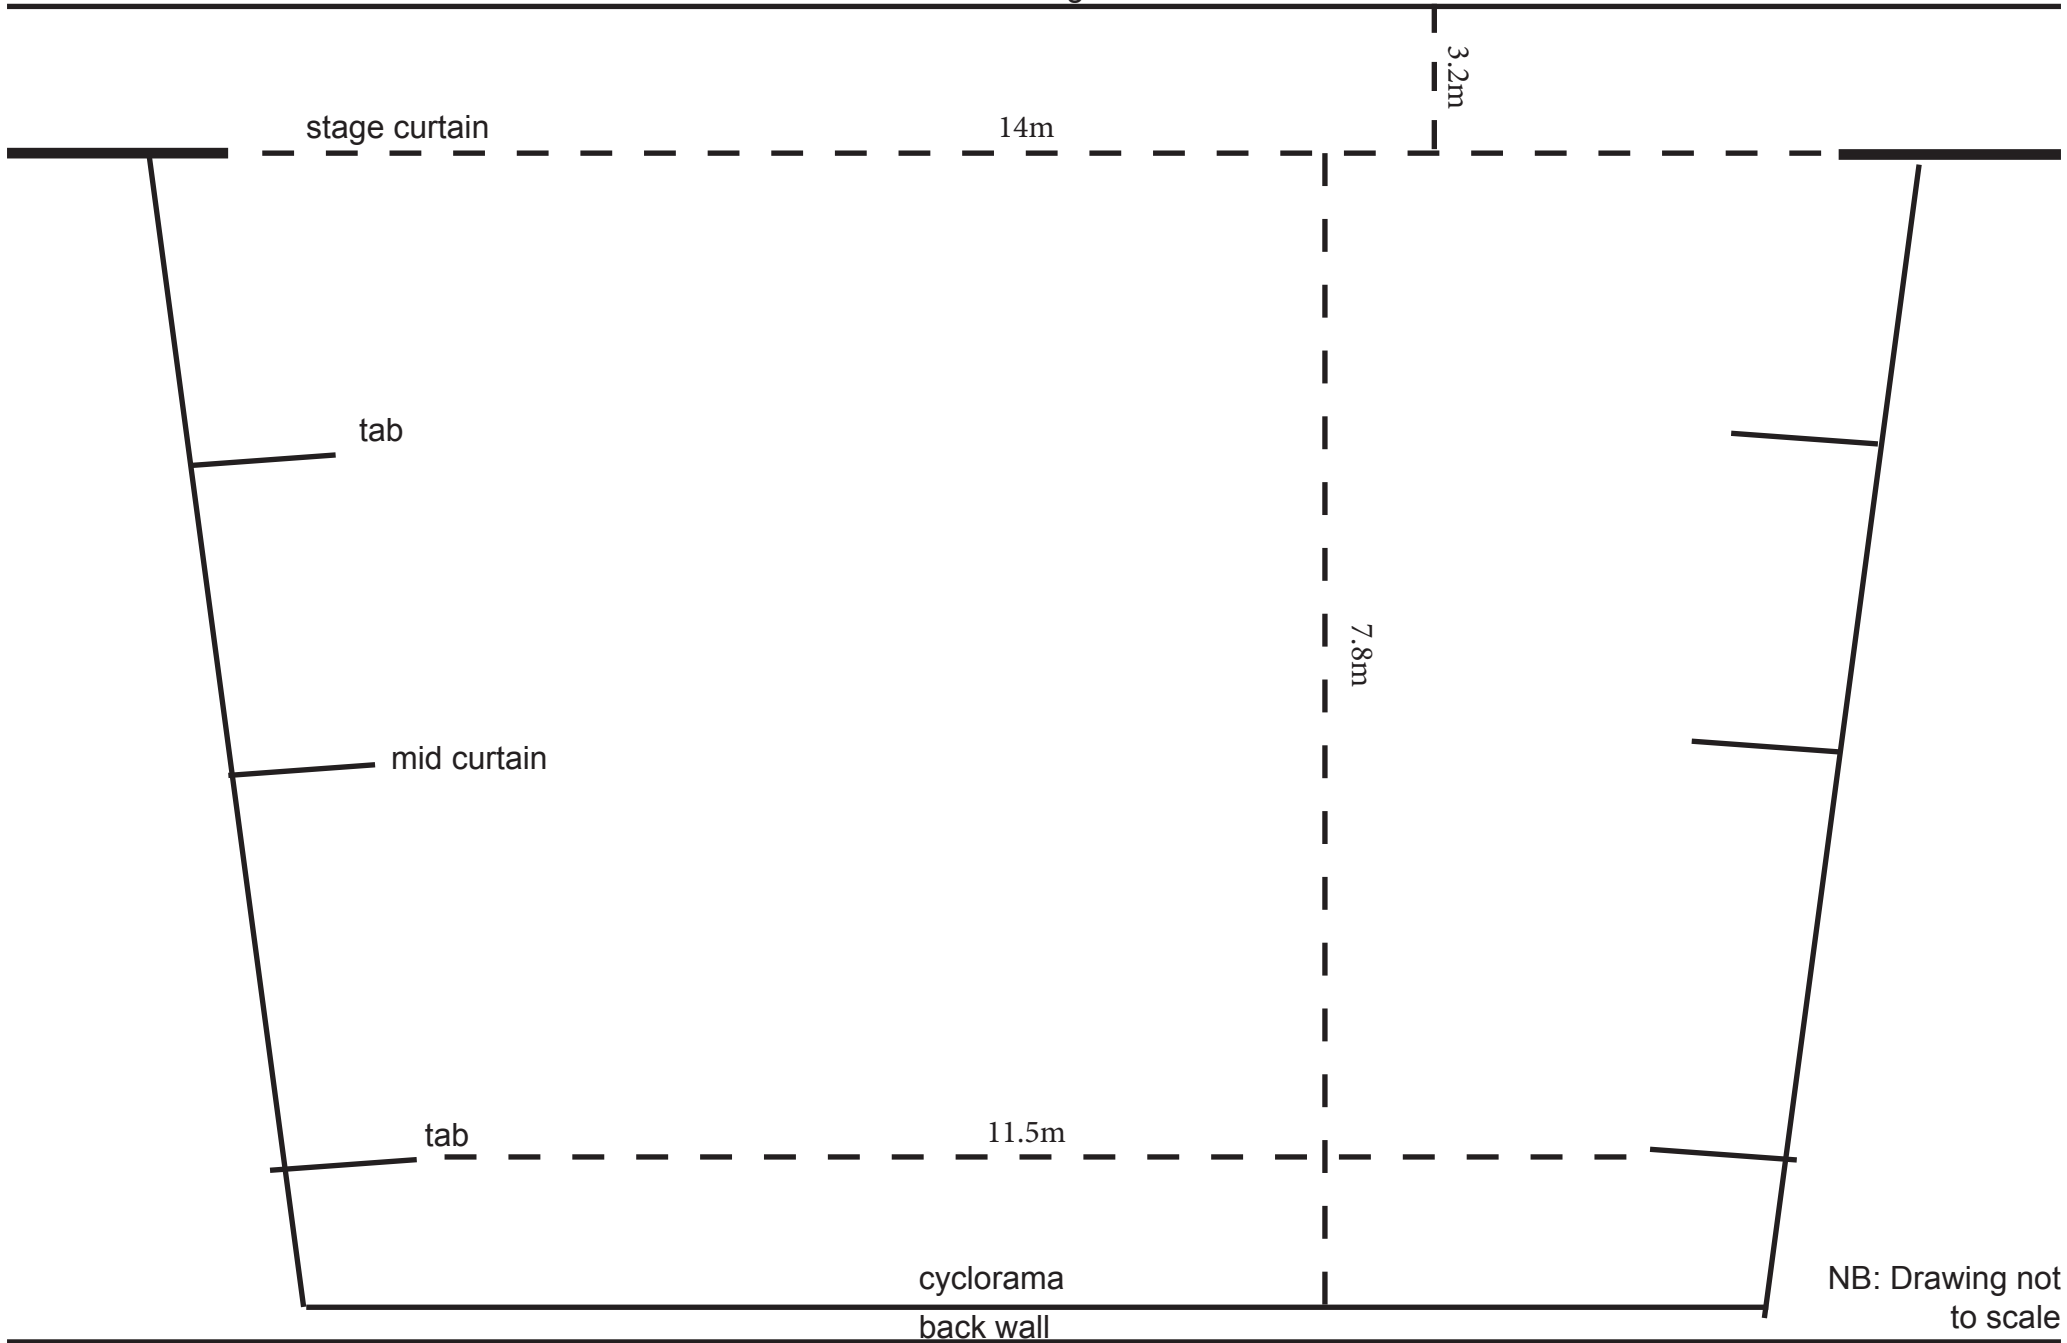 3.2m
stage curtain
14m
tab
7.8m
mid curtain
tab
11.5m
cyclorama
NB: Drawing not
to scale
back wall